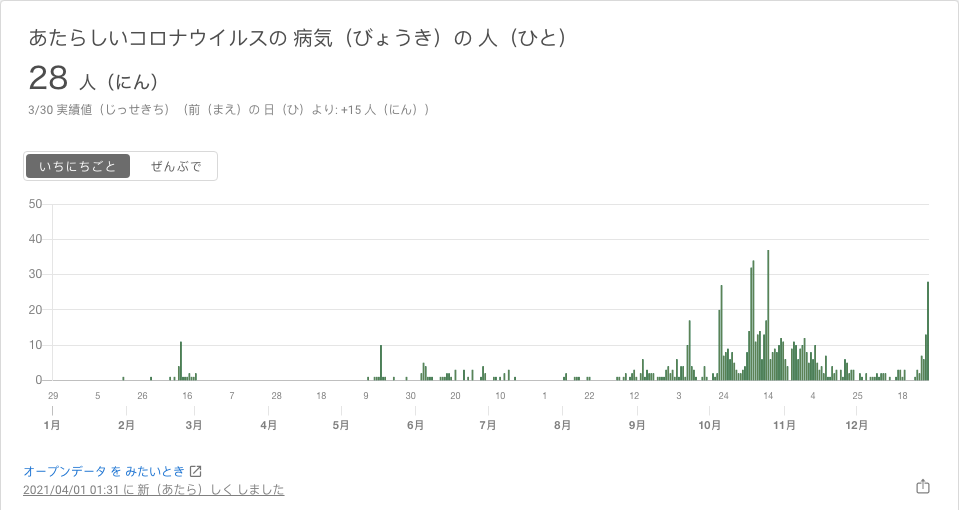 あたらしいコロナウイルスの 病気（びょうき）の 人（ひと）
28 人（にん）
3/30 実績値（じっせきち）（前（まえ）の 日（ひ）より: +15 人（にん））
いちにちごと ぜんぶで
50
40
30
20
10
0
29 5 26 16 7 28 18 9 30 20 10 1 22 12 3 24 14 4 25 18
1月 2月 3月 4月 5月 6月 7月 8月 9月 10月 11月 12月
オープンデータ を みたいとき
2021/04/01 01:31 に 新（あたら）しく しました